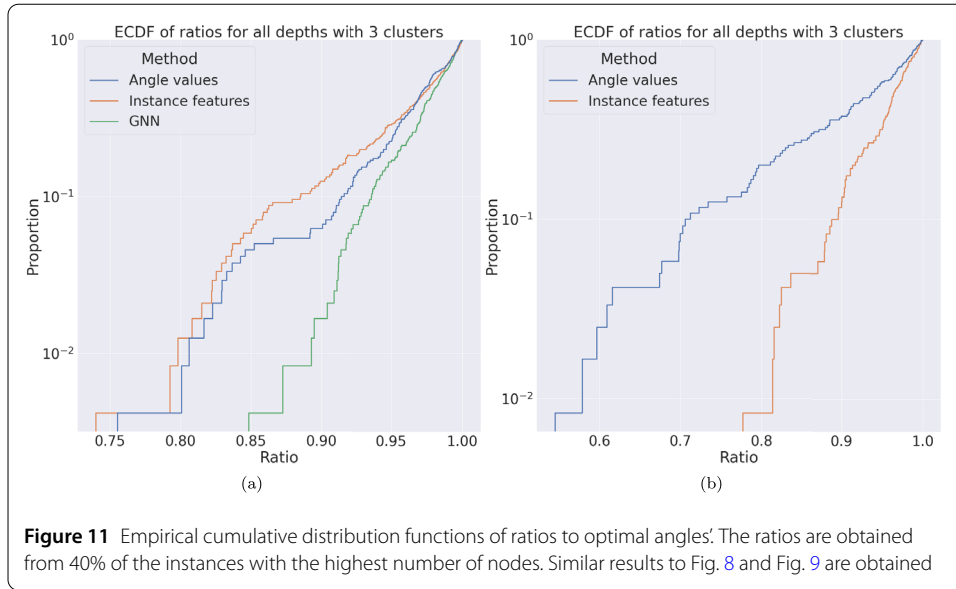 ECDF of ratios for all depths with 3 clusters
10⁰
10⁻¹
10⁻²
Proportion
Method
Angle values
Instance features
GNN
0.75 0.80 0.85 0.90 0.95 1.00
Ratio
(a)
ECDF of ratios for all depths with 3 clusters
10⁰
10⁻¹
10⁻²
Proportion
Method
Angle values
Instance features
0.6 0.7 0.8 0.9 1.0
Ratio
(b)
Figure 11 Empirical cumulative distribution functions of ratios to optimal angles’. The ratios are obtained
from 40% of the instances with the highest number of nodes. Similar results to Fig. 8 and Fig. 9 are obtained